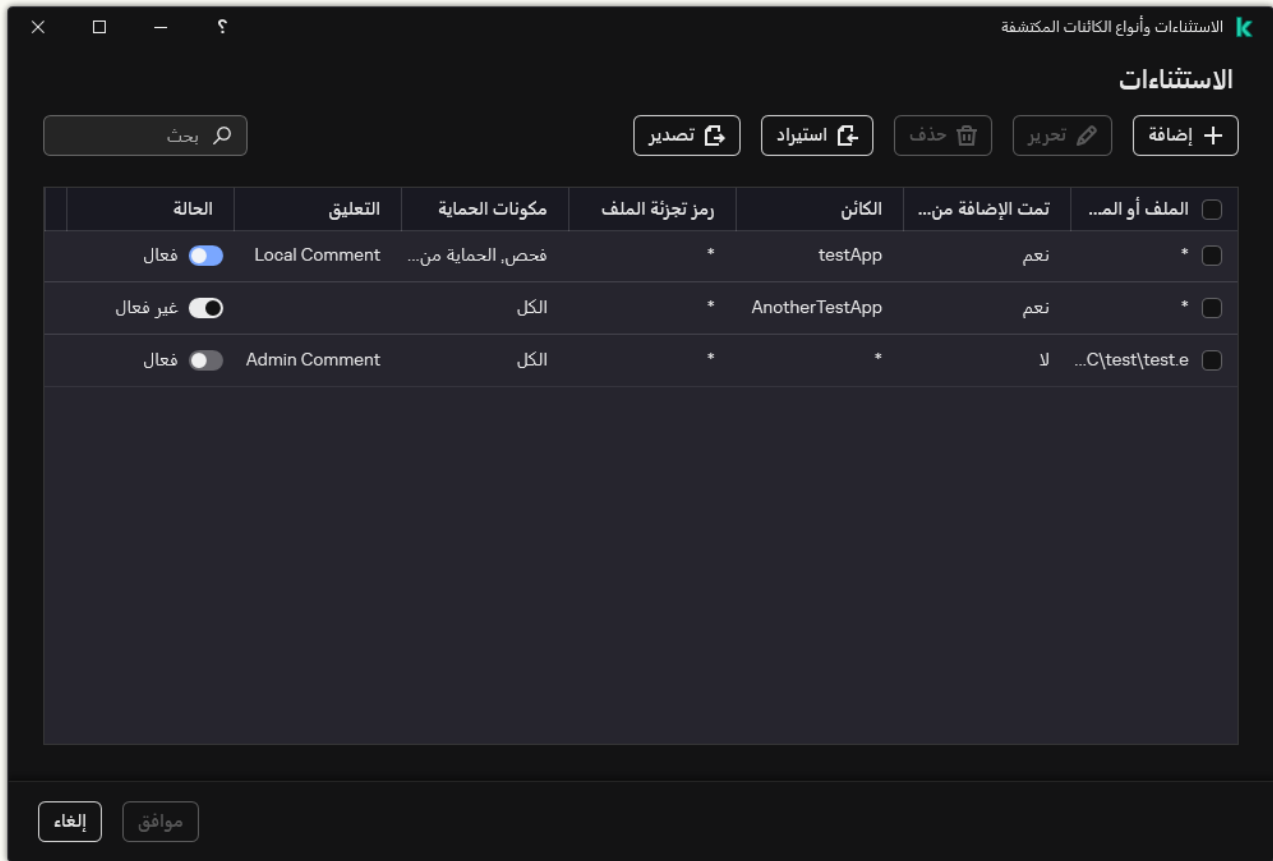 الاستثناءات وأنواع الكائنات المكتشفة ؟
الاستثناءات
إضافة تحرير حذف استيراد تصدير بحث
الملف أو المـ... تمت الإضافة من... الكائن رمز تجزئة الملف مكونات الحماية التعليق الحالة
* نعم testApp * فحص, الحماية من... Local Comment فعال
* نعم AnotherTestApp * الكل غير فعال
C\test\test.e... لا * * الكل Admin Comment فعال
موافق إلغاء